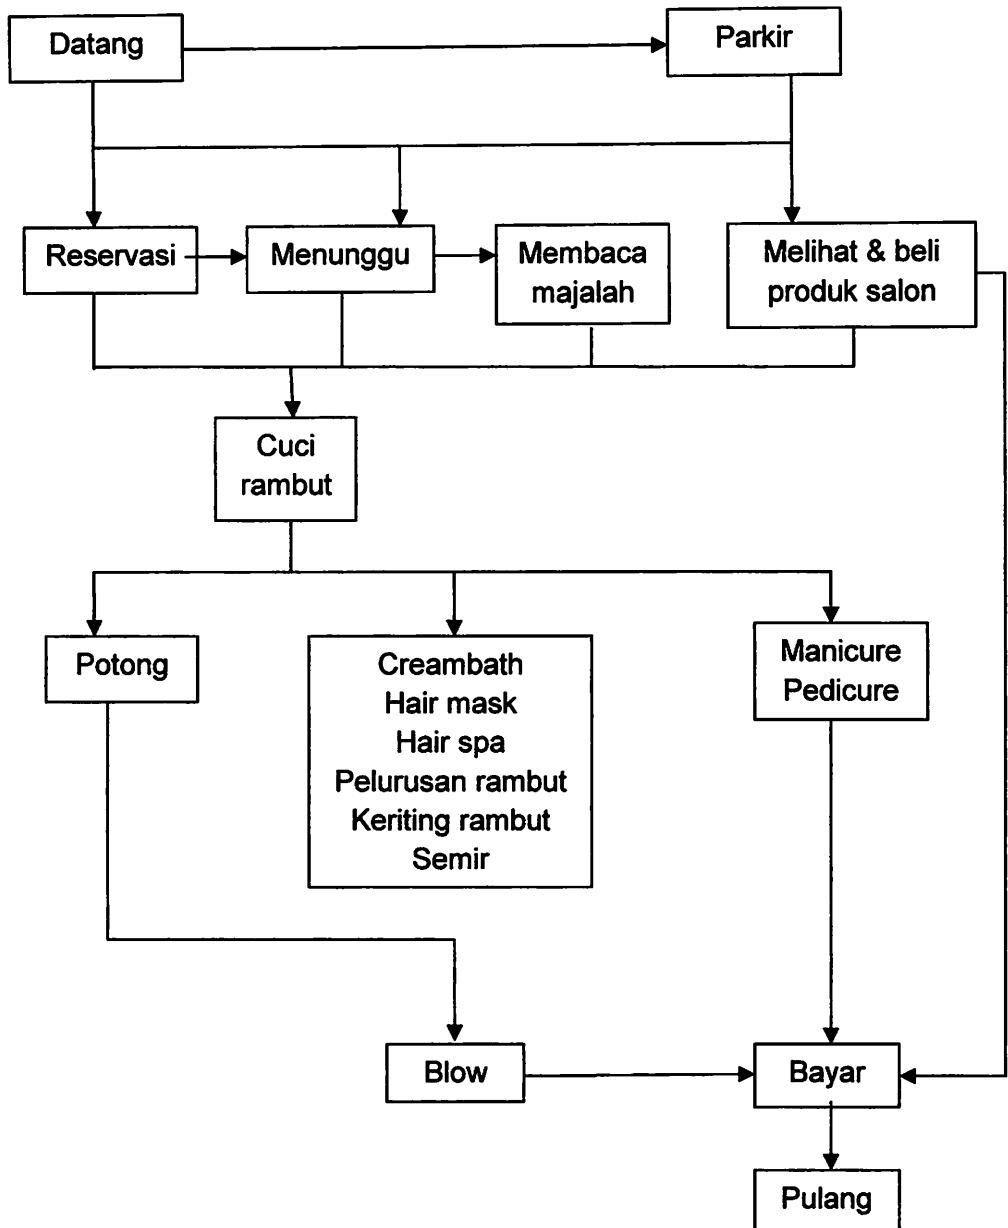 Datang
Parkir
Reservasi
Menunggu
Membaca
majalah
Melihat & beli
produk salon
Cuci
rambut
Potong
Creambath
Hair mask
Hair spa
Pelurusan rambut
Keriting rambut
Semir
Manicure
Pedicure
Blow
Bayar
Pulang